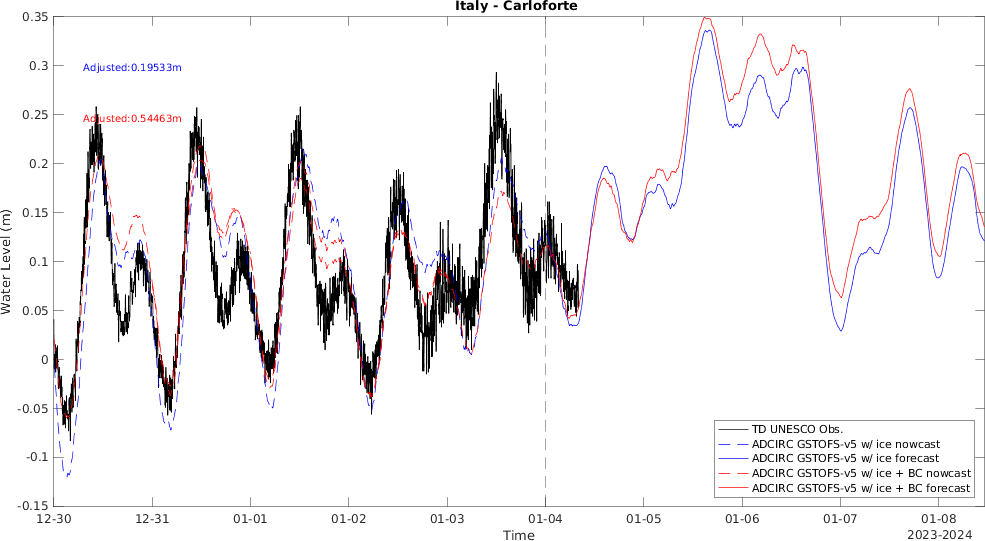 Italy - Carloforte
0.35
0.3
0.25
0.2
0.15
0.1
0.05
0
-0.05
-0.1
-0.15
Water Level (m)
Adjusted:0.19533m
Adjusted:0.54463m
TD UNESCO Obs.
ADCIRC GSTOFS-v5 w/ ice nowcast
ADCIRC GSTOFS-v5 w/ ice forecast
ADCIRC GSTOFS-v5 w/ ice + BC nowcast
ADCIRC GSTOFS-v5 w/ ice + BC forecast
12-30 12-31 01-01 01-02 01-03 01-04 01-05 01-06 01-07 01-08
Time
2023-2024